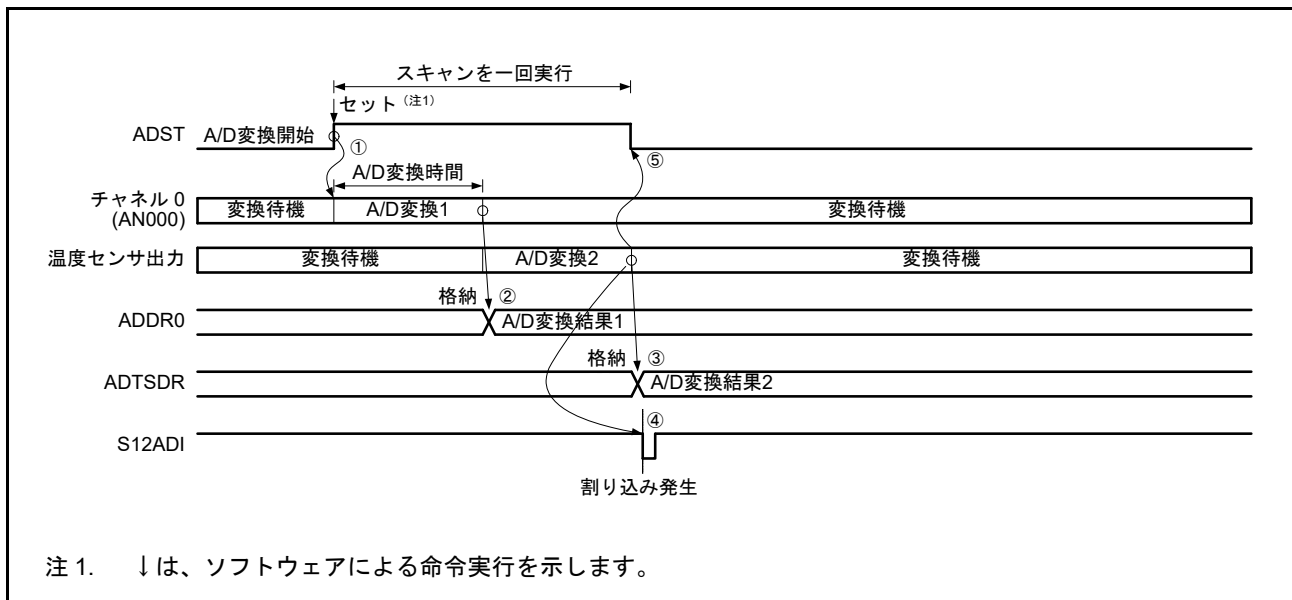 スキャンを一回実行
セット（注1）
ADST A/D変換開始 ① ⑤
A/D変換時間
チャネル 0
(AN000)
変換待機 A/D変換1 変換待機
温度センサ出力 変換待機 A/D変換2 変換待機
格納 ②
ADDR0 A/D変換結果1
格納 ③
ADTSDR A/D変換結果2
④
S12ADI
割り込み発生
注 1. ↓は、ソフトウェアによる命令実行を示します。